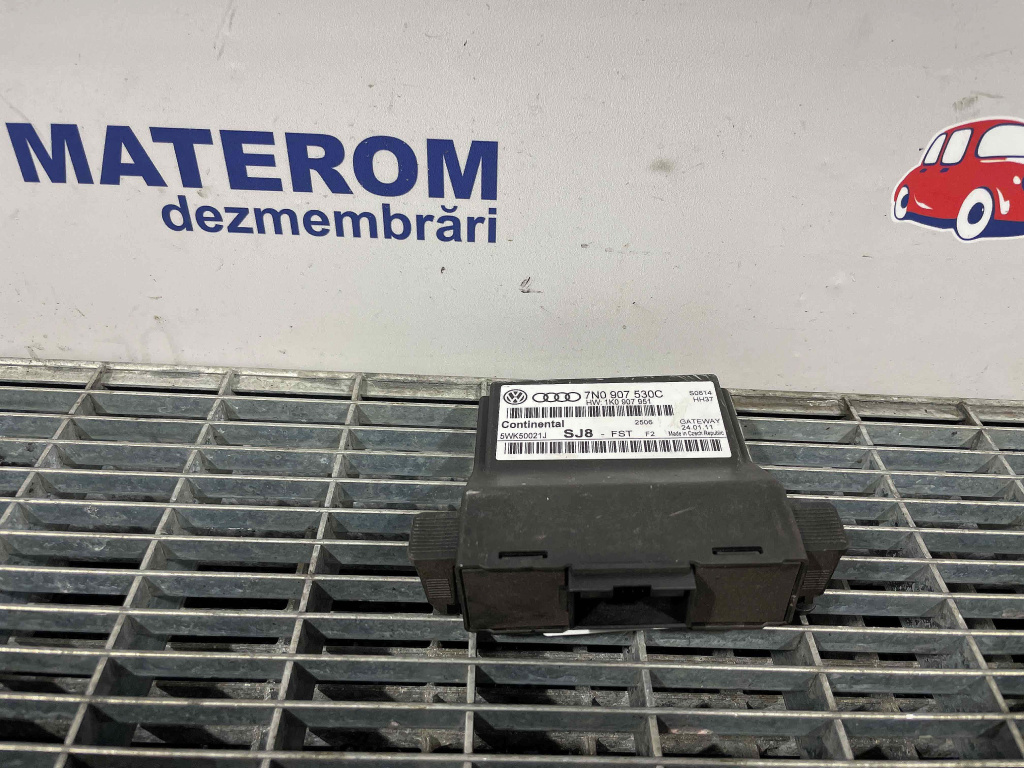 MATEROM
dezmembrări
7N0 907 530C
S0614
HW: 1K0 907 951
HH37
Continental
2506
GATEWAY
5WK50021J
SJ8 - FST F2
24.01.11
Made in Czech Republic